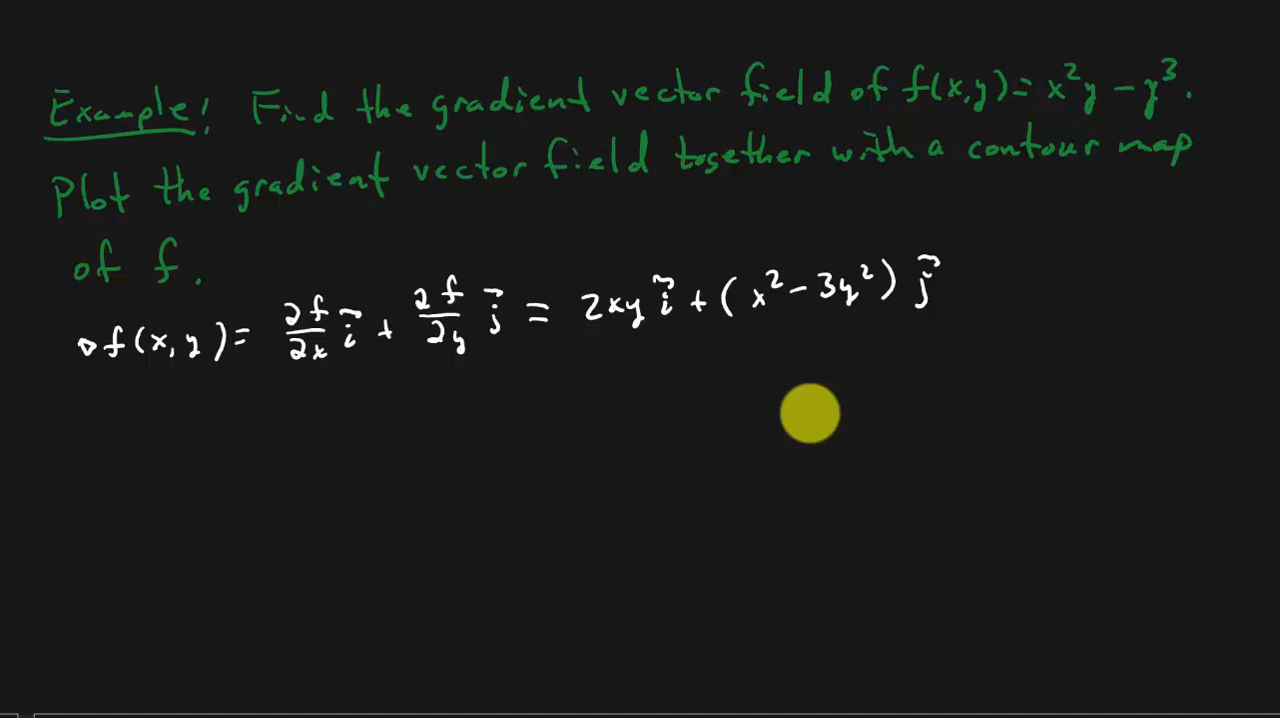 Example! Find the gradient vector field of f(x,y) = x²y - y³.
Plot the gradient vector field together with a contour map
of f.
∇f(x,y) = ∂f/∂x i⃗ + ∂f/∂y j⃗ = 2xy i⃗ + (x² - 3y²) j⃗